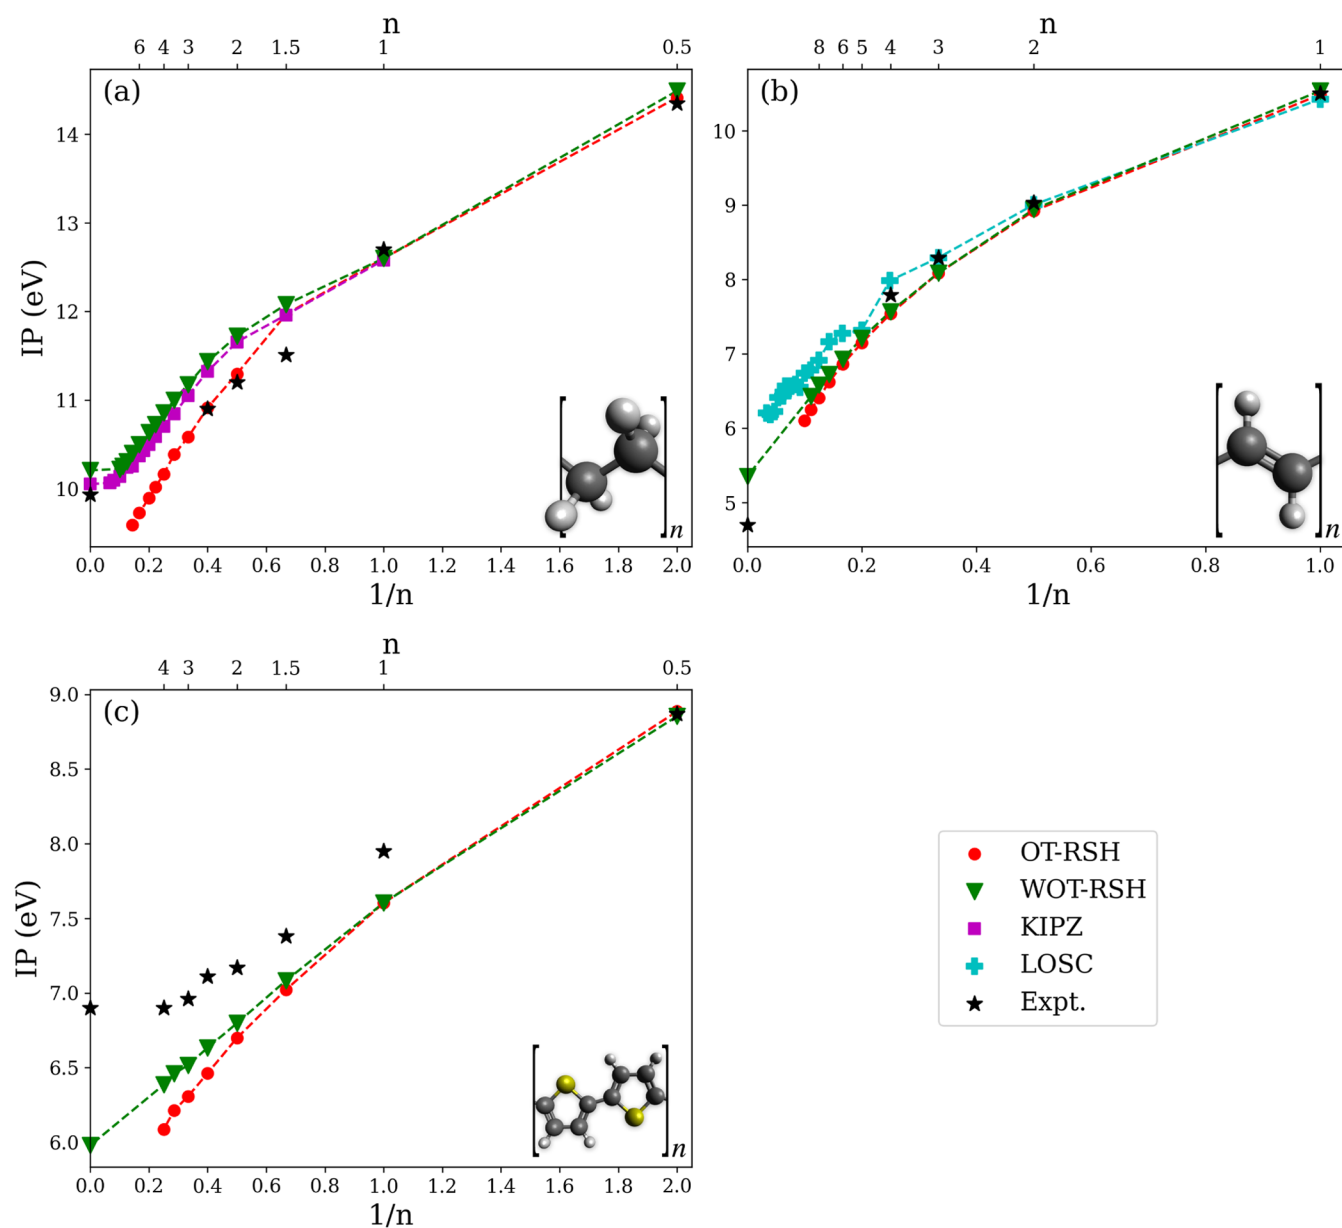 n
6 4 3 2 1.5 1 0.5
(a)
14
13
12
11
10
IP (eV)
n
0.0 0.2 0.4 0.6 0.8 1.0 1.2 1.4 1.6 1.8 2.0
1/n
n
8 6 5 4 3 2 1
(b)
10
9
8
7
6
5
n
0.0 0.2 0.4 0.6 0.8 1.0
1/n
n
4 3 2 1.5 1 0.5
(c)
9.0
8.5
8.0
7.5
7.0
6.5
6.0
IP (eV)
n
0.0 0.2 0.4 0.6 0.8 1.0 1.2 1.4 1.6 1.8 2.0
1/n
OT-RSH
WOT-RSH
KIPZ
LOSC
Expt.